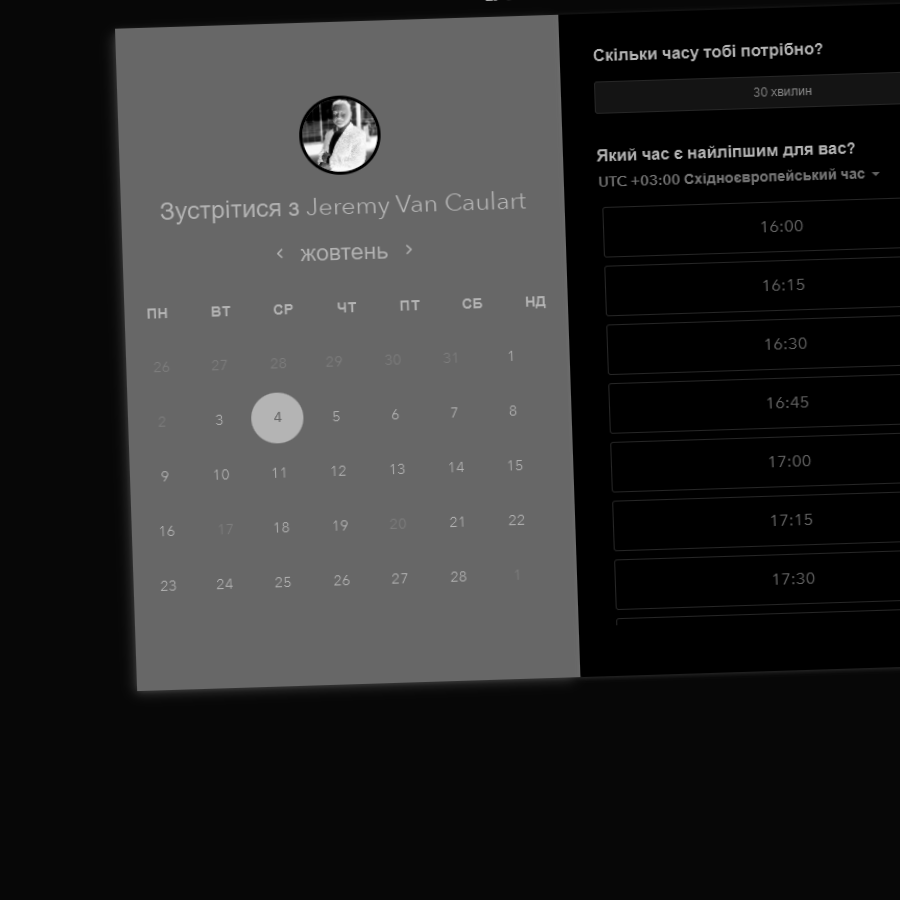 Зустрітися з Jeremy Van Caulart
жовтень
ПН ВТ СР ЧТ ПТ СБ НД
26 27 28 29 30 31 1
2 3 4 5 6 7 8
9 10 11 12 13 14 15
16 17 18 19 20 21 22
23 24 25 26 27 28 1
Скільки часу тобі потрібно?
30 хвилин
Який час є найліпшим для вас?
UTC +03:00 Східноєвропейський час
16:00
16:15
16:30
16:45
17:00
17:15
17:30